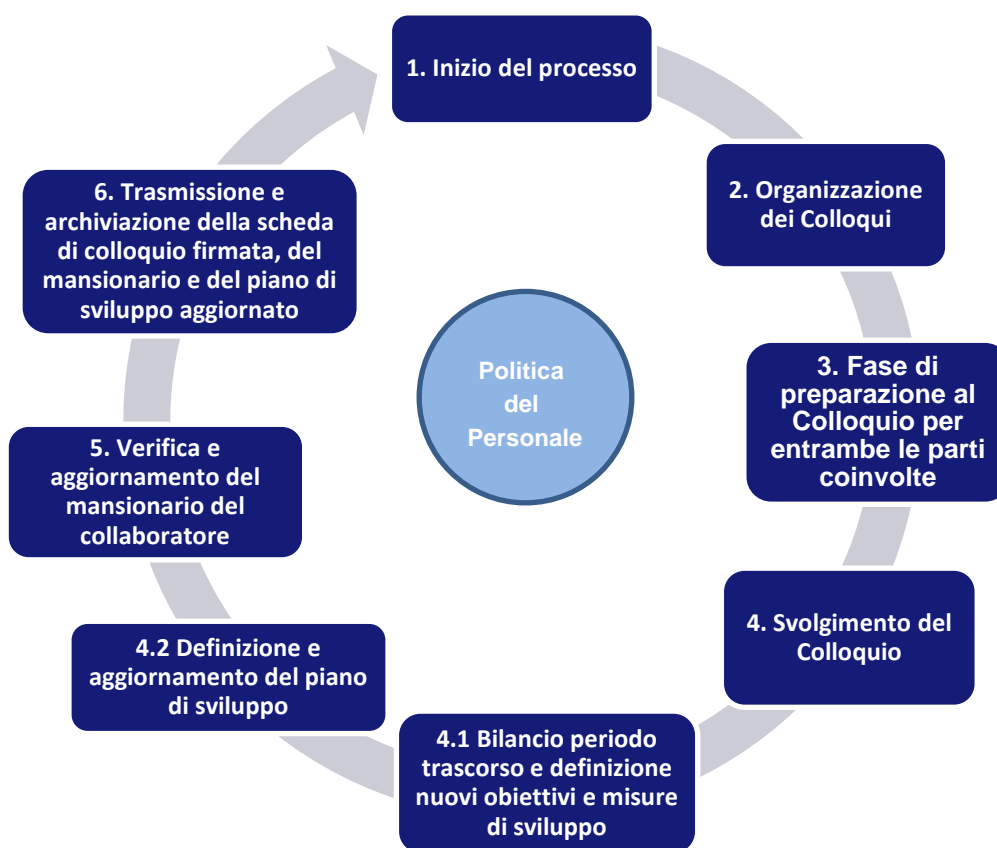 1. Inizio del processo
2. Organizzazione
dei Colloqui
3. Fase di
preparazione al
Colloquio per
entrambe le parti
coinvolte
4. Svolgimento del
Colloquio
4.1 Bilancio periodo
trascorso e definizione
nuovi obiettivi e misure
di sviluppo
4.2 Definizione e
aggiornamento del piano
di sviluppo
5. Verifica e
aggiornamento del
mansionario del
collaboratore
6. Trasmissione e
archiviazione della scheda
di colloquio firmata, del
mansionario e del piano di
sviluppo aggiornato
Politica
del
Personale